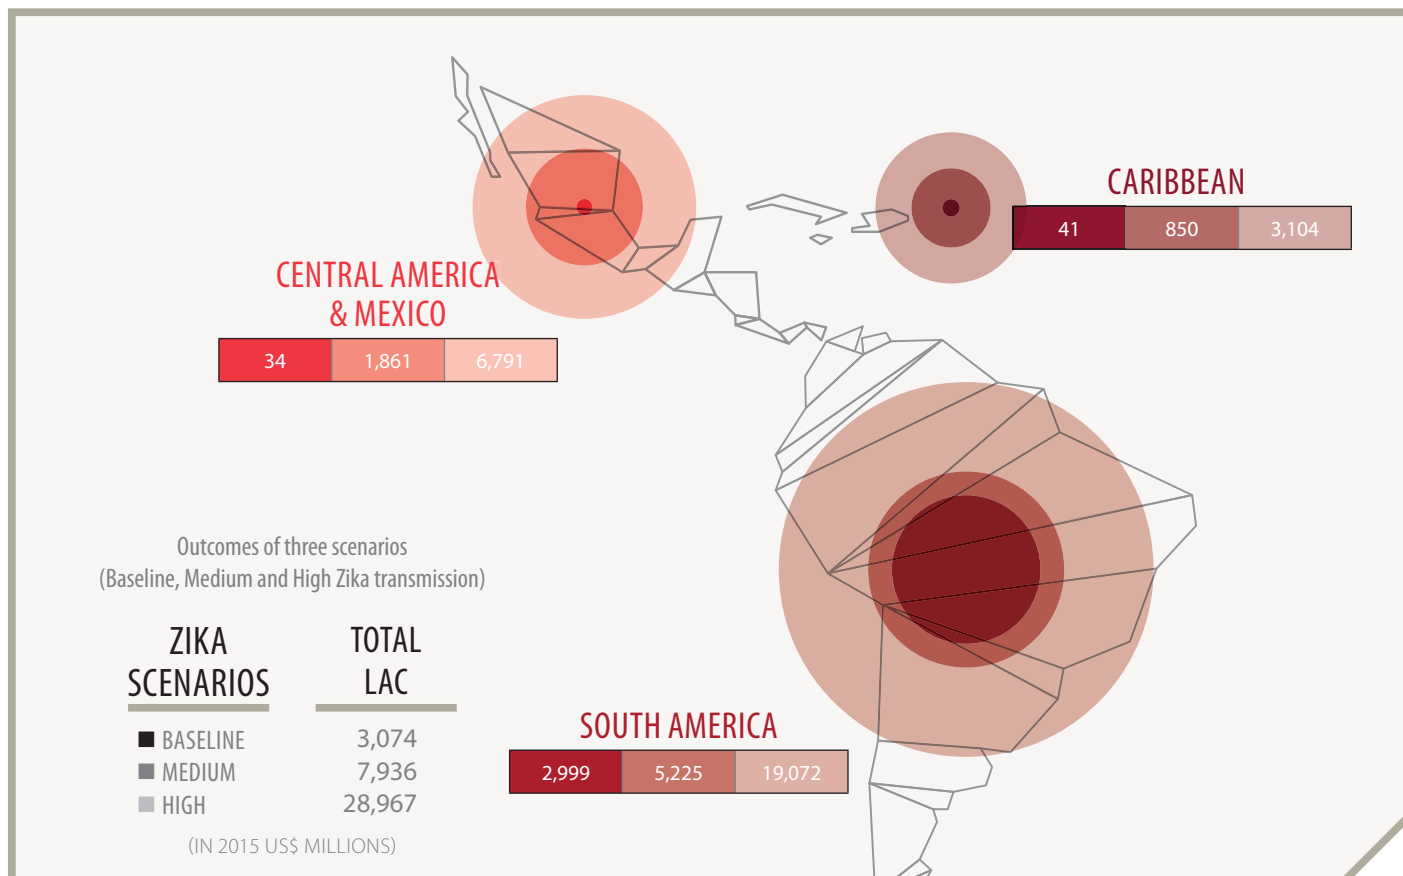 CARIBBEAN
41 850 3,104
CENTRAL AMERICA
& MEXICO
34 1,861 6,791
Outcomes of three scenarios
(Baseline, Medium and High Zika transmission)
ZIKA
SCENARIOS
TOTAL
LAC
BASELINE 3,074
MEDIUM 7,936
HIGH 28,967
(IN 2015 US$ MILLIONS)
SOUTH AMERICA
2,999 5,225 19,072